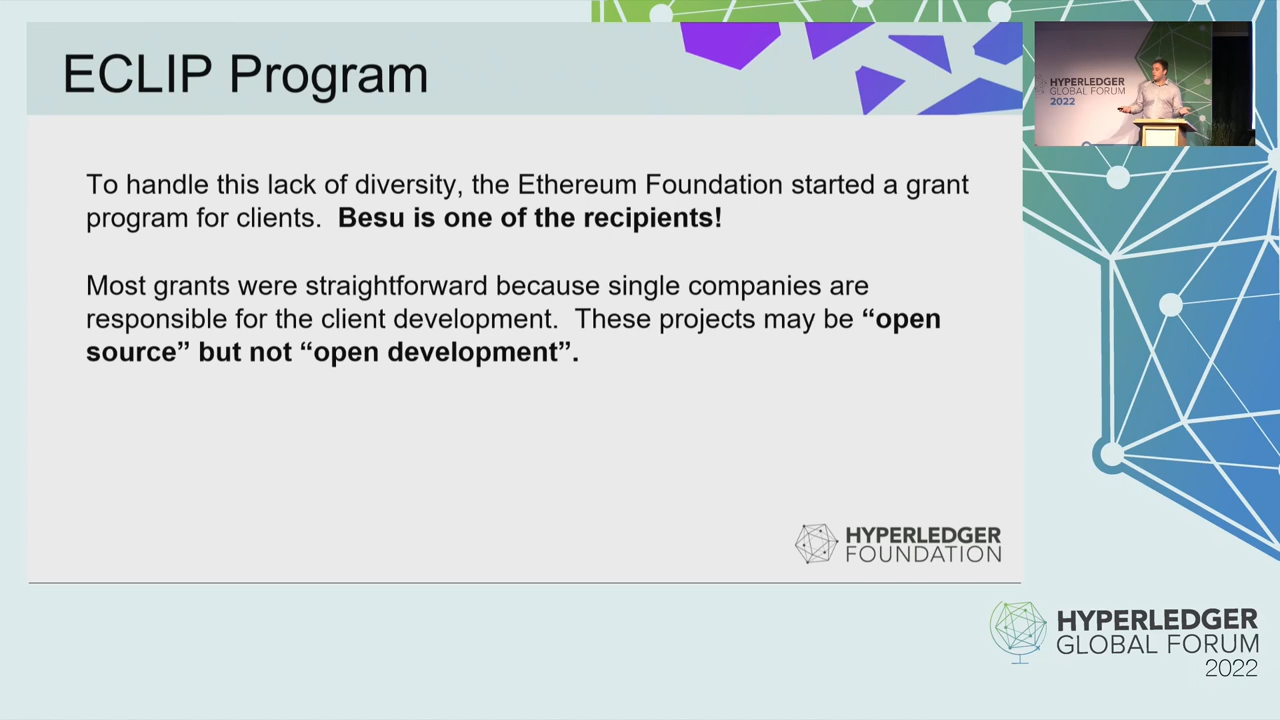 ECLIP Program
To handle this lack of diversity, the Ethereum Foundation started a grant
program for clients.  Besu is one of the recipients!
Most grants were straightforward because single companies are
responsible for the client development.  These projects may be “open
source” but not “open development”.
HYPERLEDGER
FOUNDATION
HYPERLEDGER
GLOBAL FORUM
2022
HYPERLEDGER
GLOBAL FORUM
2022